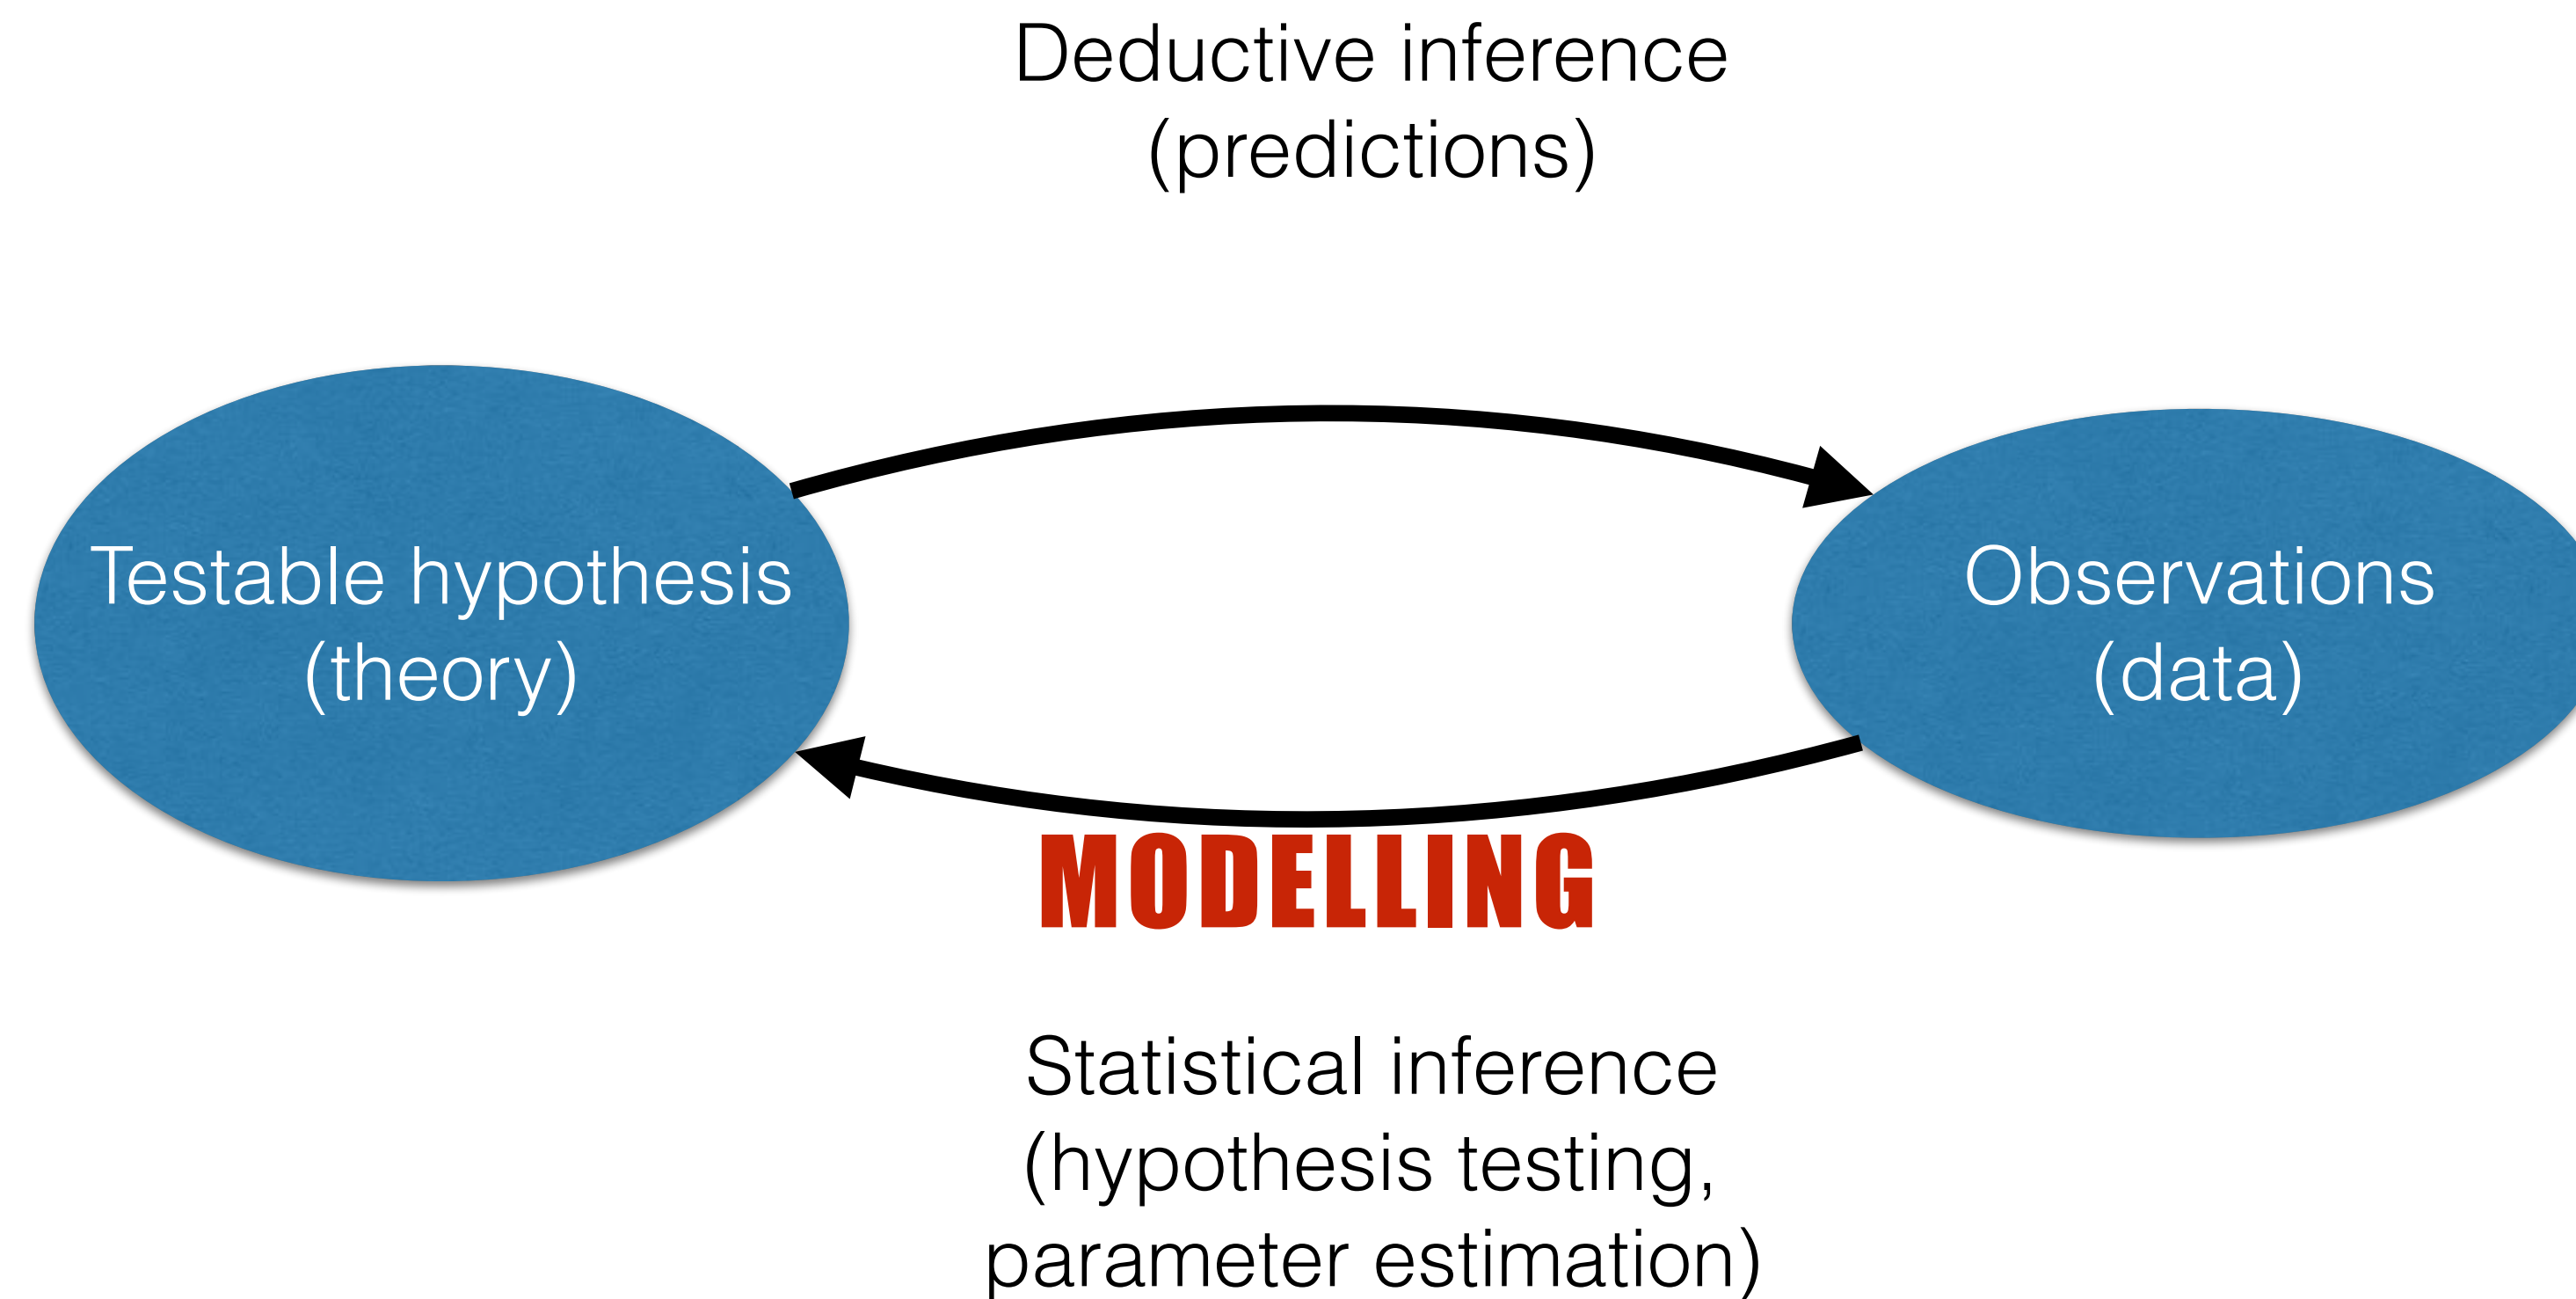 Deductive inference
(predictions)
Testable hypothesis
(theory)
Observations
(data)
MODELLING
Statistical inference
(hypothesis testing,
parameter estimation)